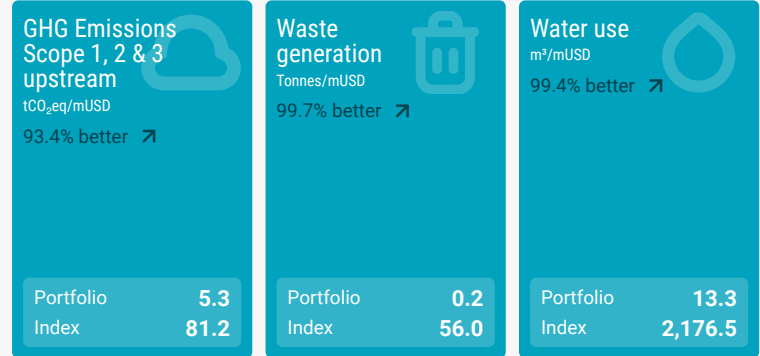 GHG Emissions
Scope 1, 2 & 3
upstream
tCO₂eq/mUSD
93.4% better
Portfolio 5.3
Index 81.2
Waste
generation
Tonnes/mUSD
99.7% better
Portfolio 0.2
Index 56.0
Water use
m³/mUSD
99.4% better
Portfolio 13.3
Index 2,176.5